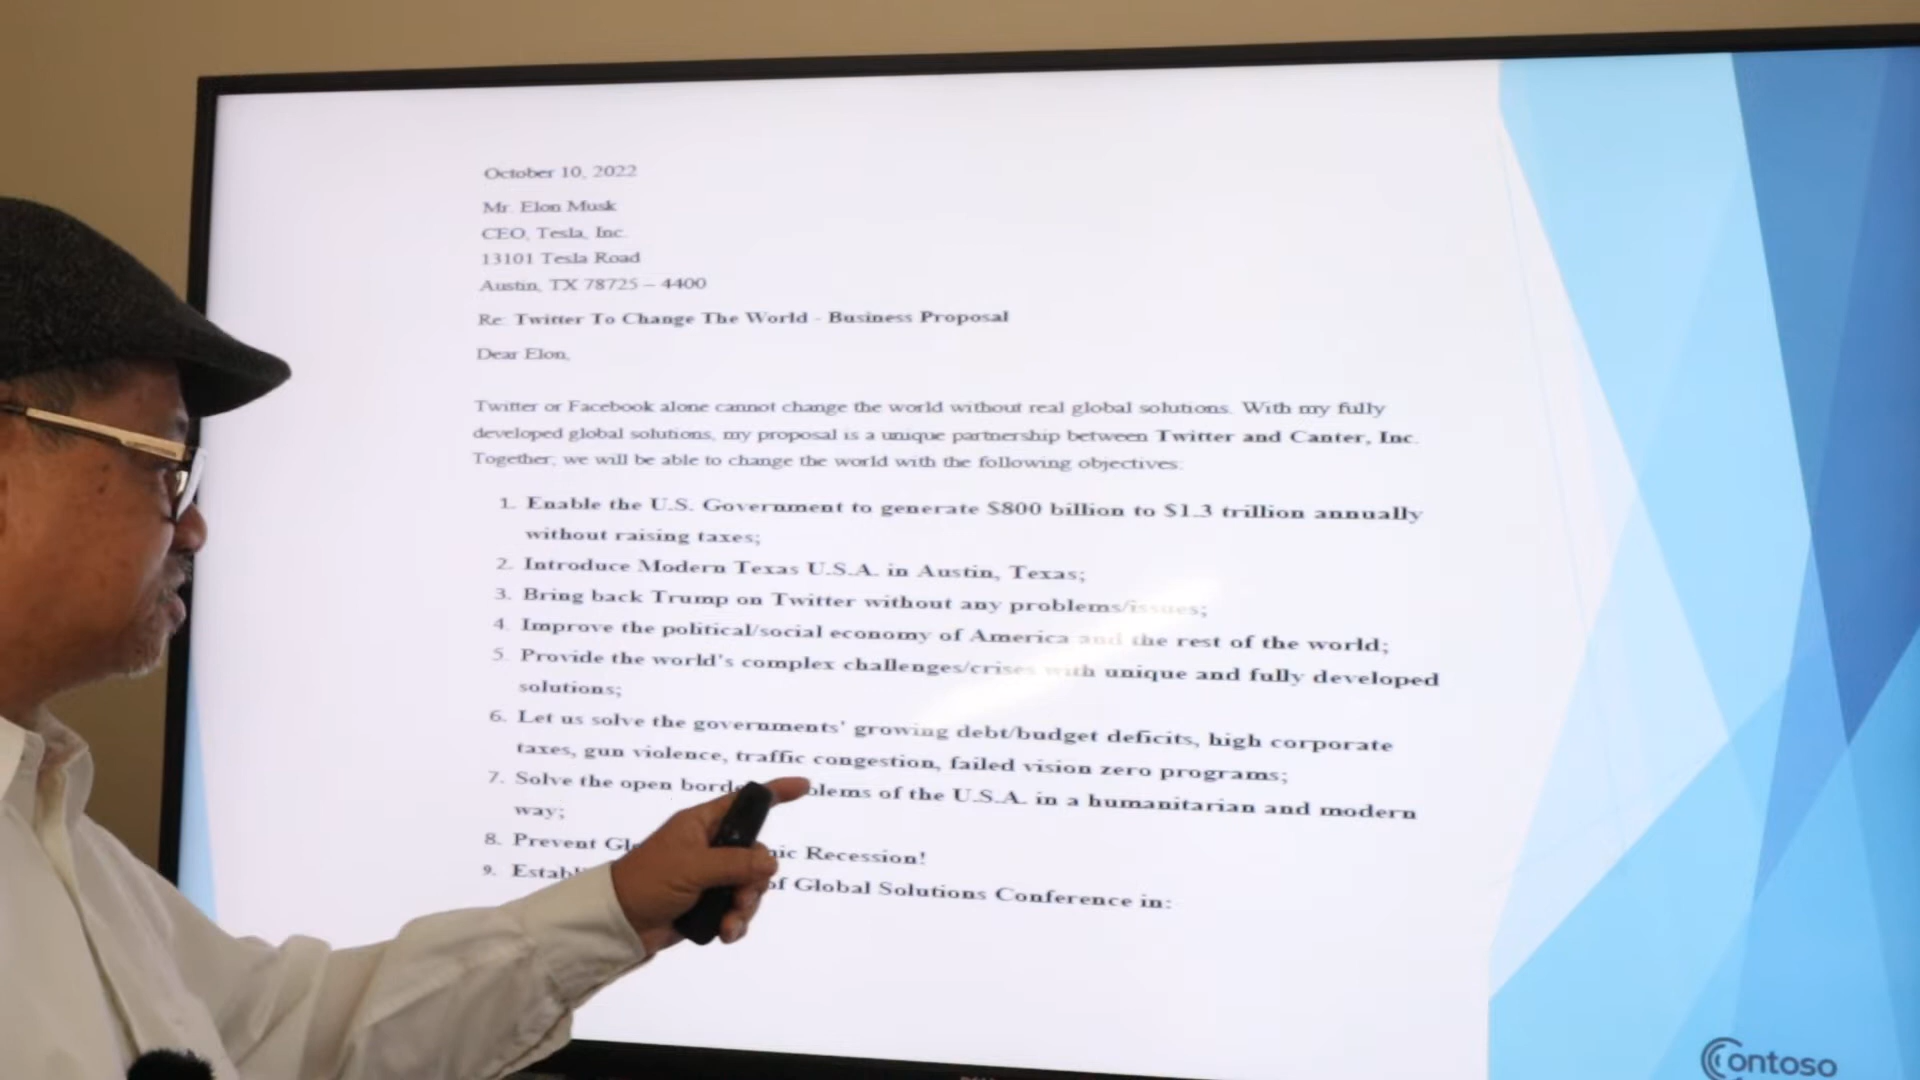 October 10, 2022
Mr. Elon Musk
CEO, Tesla, Inc.
13101 Tesla Road
Austin, TX 78725 – 4400
Re: Twitter To Change The World - Business Proposal
Dear Elon,
Twitter or Facebook alone cannot change the world without real global solutions. With my fully
developed global solutions, my proposal is a unique partnership between Twitter and Canter, Inc.
Together, we will be able to change the world with the following objectives:
1. Enable the U.S. Government to generate $800 billion to $1.3 trillion annually
without raising taxes;
2. Introduce Modern Texas U.S.A. in Austin, Texas;
3. Bring back Trump on Twitter without any problems/issues;
4. Improve the political/social economy of America and the rest of the world;
5. Provide the world's complex challenges/crises with unique and fully developed
solutions;
6. Let us solve the governments' growing debt/budget deficits, high corporate
taxes, gun violence, traffic congestion, failed vision zero programs;
7. Solve the open of the U.S.A. in a humanitarian and modern
way;
8. Prevent Recession!
9. of Global Solutions Conference in:
Contoso